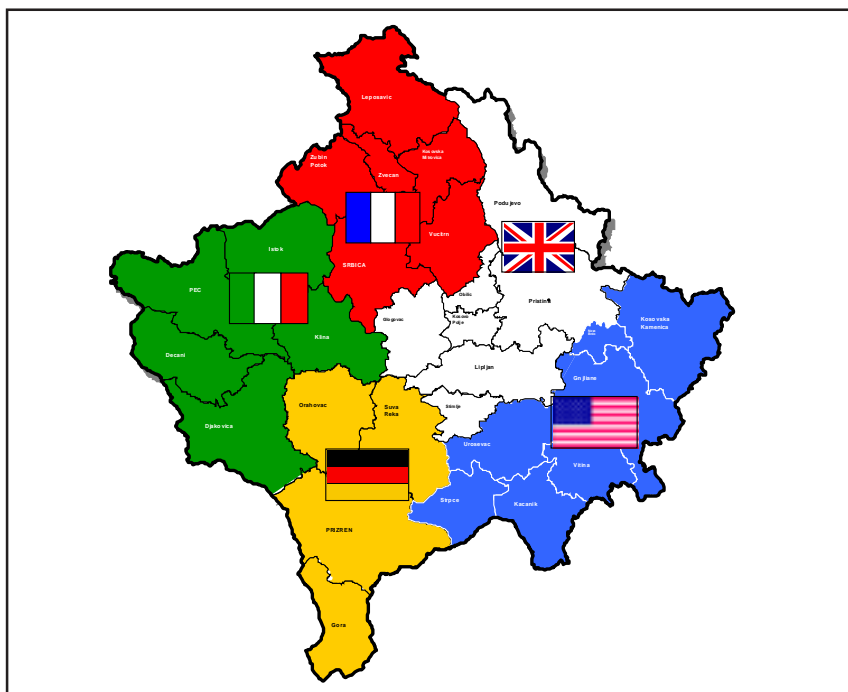 Leposavic
Zubin
Potok
Zvecan
Kosovska
Mitrovica
Podujevo
Vucitrn
Istok
SRBICA
PEC
Obilic
Pristina
Glogovac
Kosovo
Polje
Kosovska
Kamenica
Klina
Decani
Lipljan
Gnjilane
Orahovac
Suva
Reka
Stimlje
Djakovica
Urosevac
Vitina
Strpce
Kacanik
PRIZREN
Gora